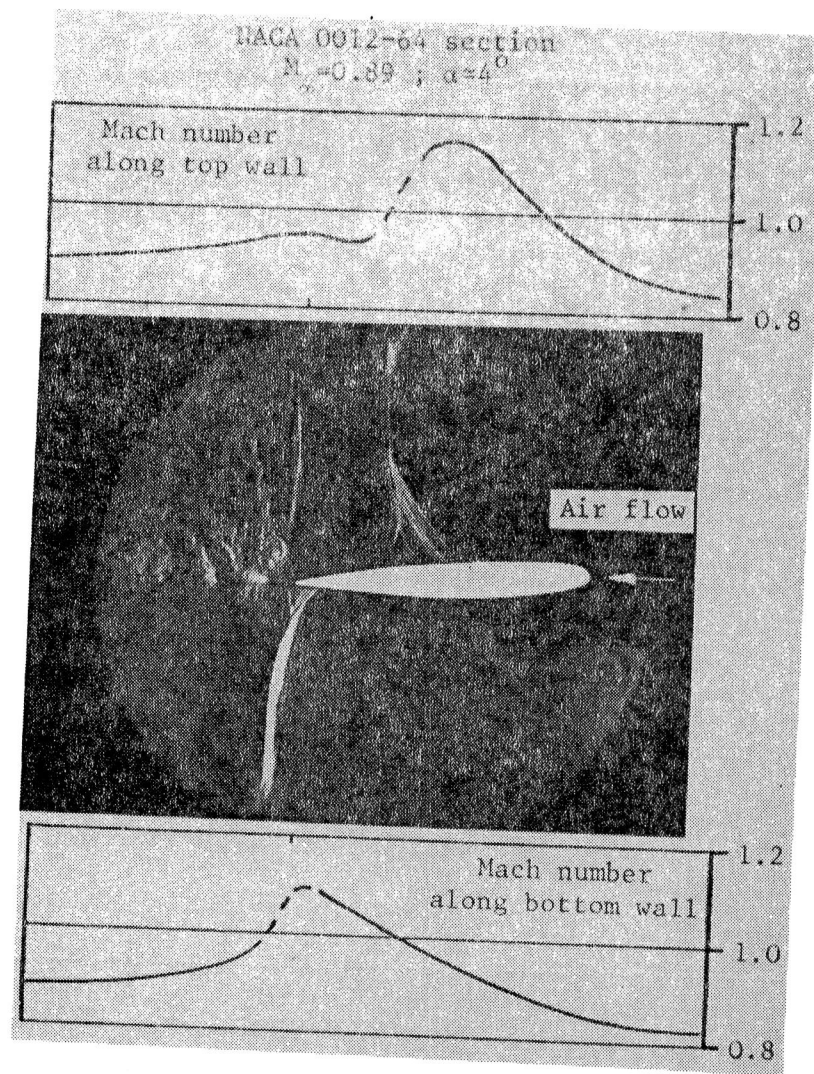 NACA 0012-64 section
M∞=0.89 ; α≃4°
Mach number
along top wall
1.2
1.0
0.8
Air flow
Mach number
along bottom wall
1.2
1.0
0.8